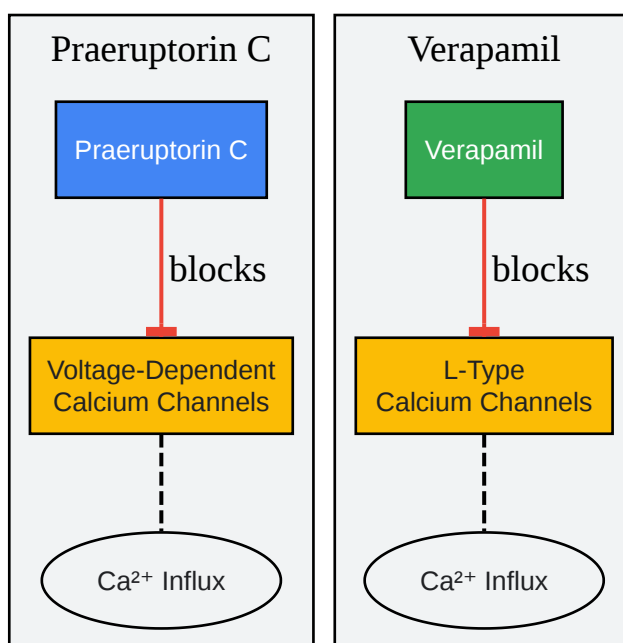 Praeruptorin C
Praeruptorin C
blocks
Voltage-Dependent
Calcium Channels
Ca²⁺ Influx
Verapamil
Verapamil
blocks
L-Type
Calcium Channels
Ca²⁺ Influx